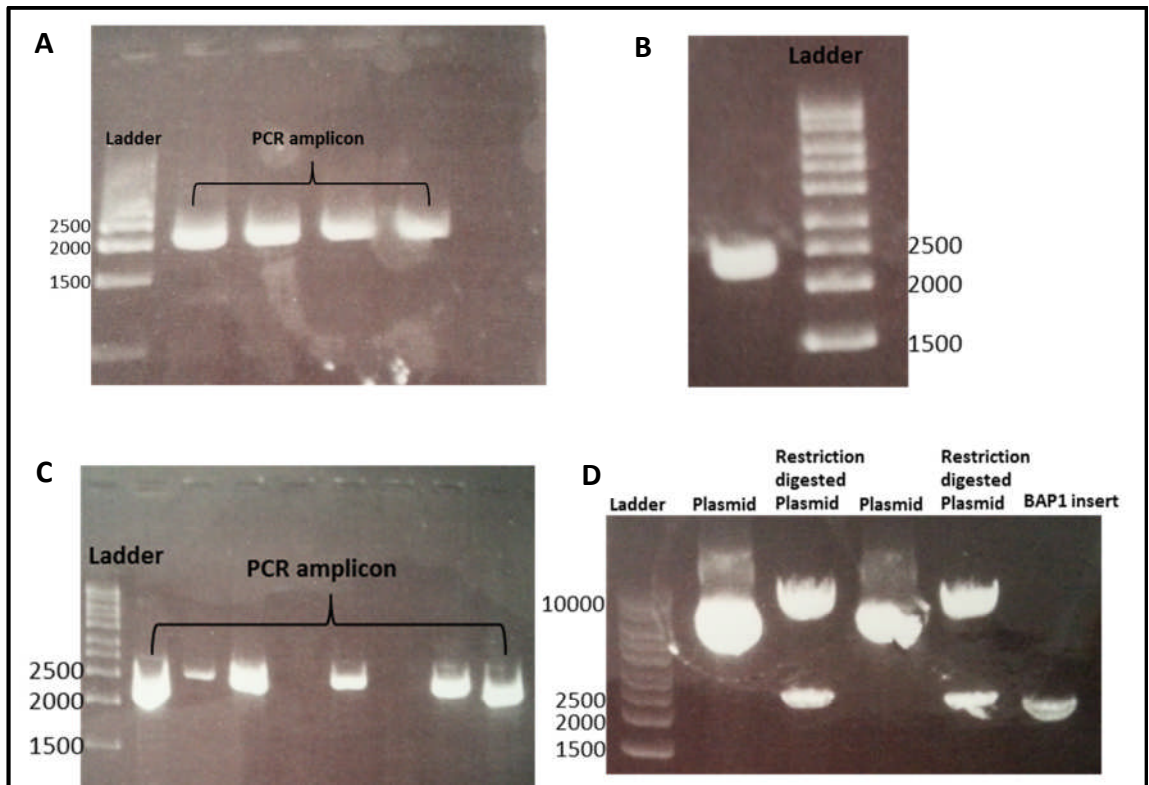 A
Ladder
PCR amplicon
2500
2000
1500
B
Ladder
2500
2000
1500
C
Ladder
PCR amplicon
2500
2000
1500
D
Ladder
Plasmid
Restriction
digested
Plasmid
Plasmid
Restriction
digested
Plasmid
BAP1 insert
10000
2500
2000
1500